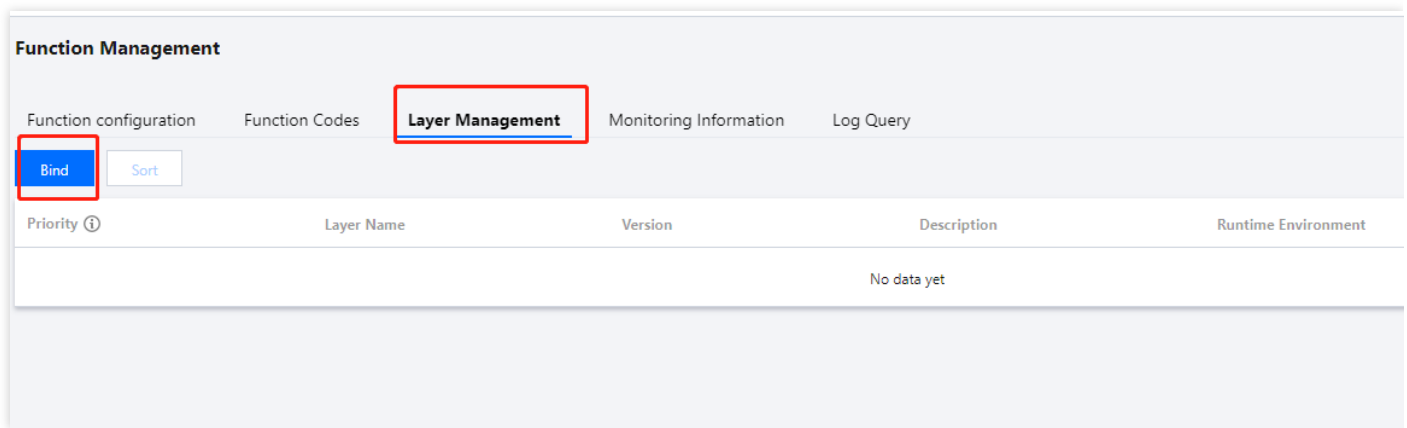 Function Management
Function configuration Function Codes Layer Management Monitoring Information Log Query
Bind Sort
Priority Layer Name Version Description Runtime Environment
No data yet